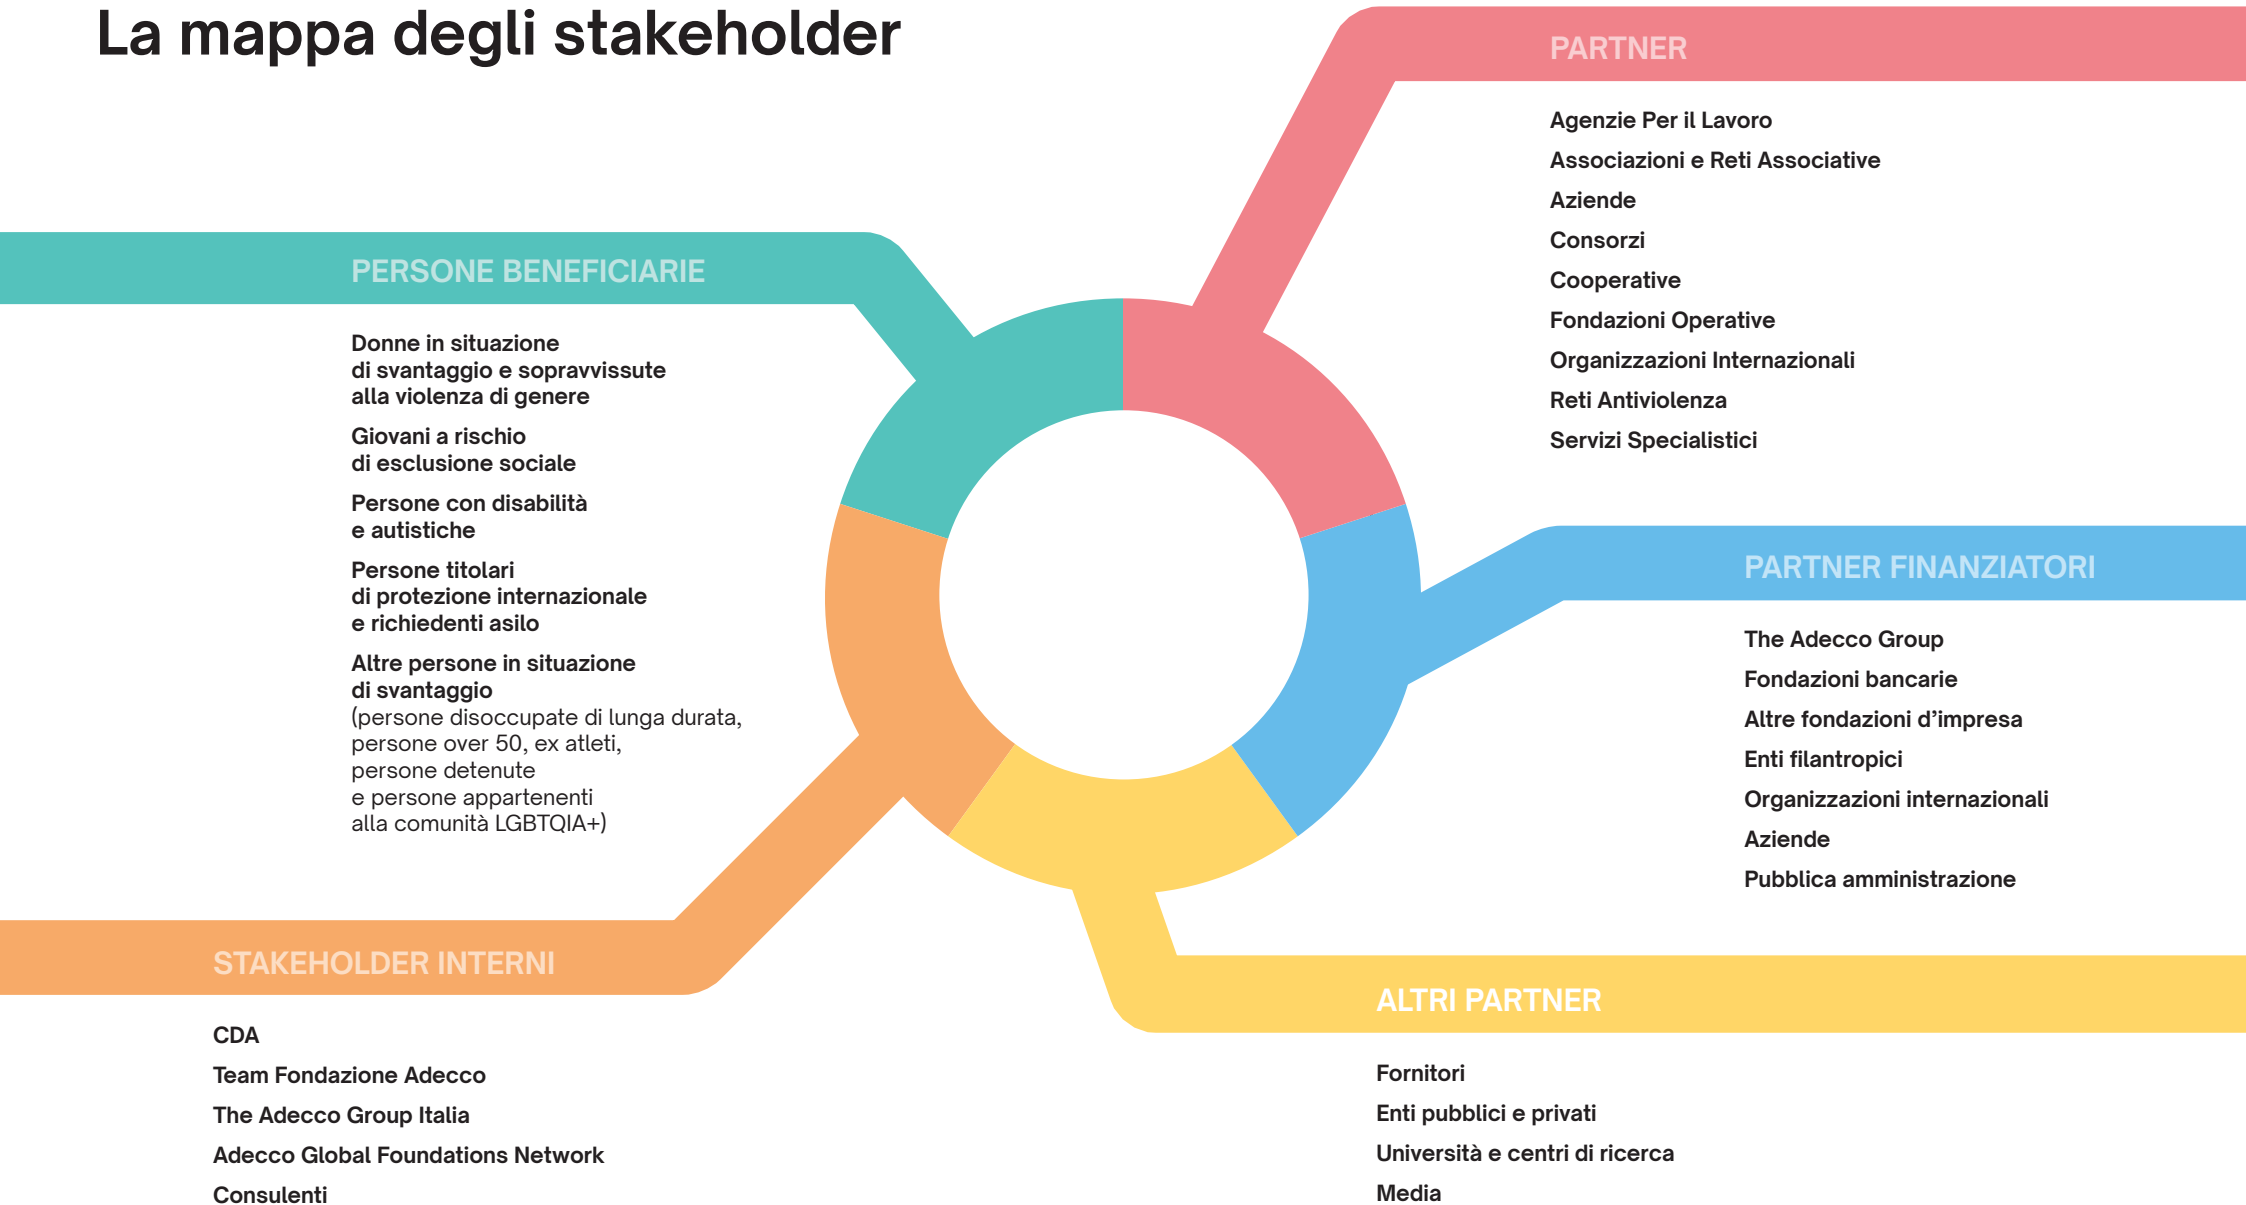 La mappa degli stakeholder
PERSONE BENEFICIARIE
Donne in situazione
di svantaggio e sopravvissute
alla violenza di genere
Giovani a rischio
di esclusione sociale
Persone con disabilità
e autistiche
Persone titolari
di protezione internazionale
e richiedenti asilo
Altre persone in situazione
di svantaggio
(persone disoccupate di lunga durata,
persone over 50, ex atleti,
persone detenute
e persone appartenenti
alla comunità LGBTQIA+)
STAKEHOLDER INTERNI
CDA
Team Fondazione Adecco
The Adecco Group Italia
Adecco Global Foundations Network
Consulenti
PARTNER
Agenzie Per il Lavoro
Associazioni e Reti Associative
Aziende
Consorzi
Cooperative
Fondazioni Operative
Organizzazioni Internazionali
Reti Antiviolenza
Servizi Specialistici
PARTNER FINANZIATORI
The Adecco Group
Fondazioni bancarie
Altre fondazioni d’impresa
Enti filantropici
Organizzazioni internazionali
Aziende
Pubblica amministrazione
ALTRI PARTNER
Fornitori
Enti pubblici e privati
Università e centri di ricerca
Media